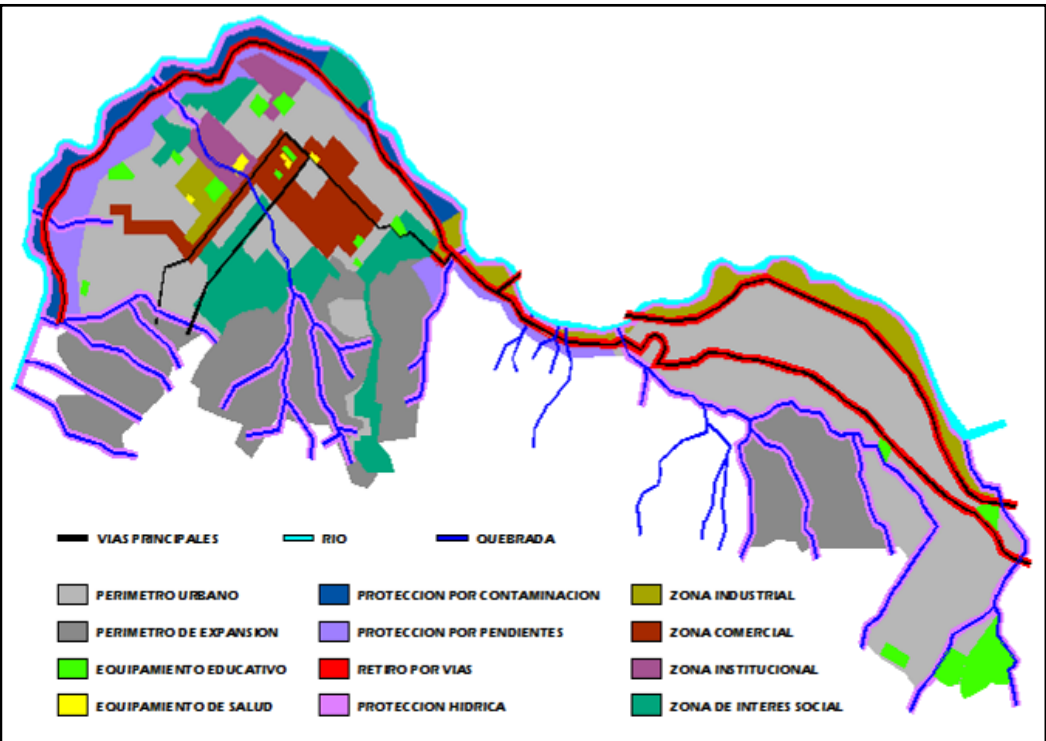 VIAS PRINCIPALES RIO QUEBRADA
PERIMETRO URBANO PROTECCION POR CONTAMINACION ZONA INDUSTRIAL
PERIMETRO DE EXPANSION PROTECCION POR PENDIENTES ZONA COMERCIAL
EQUIPAMIENTO EDUCATIVO RETIRO POR VIAS ZONA INSTITUCIONAL
EQUIPAMIENTO DE SALUD PROTECCION HIDRICA ZONA DE INTERES SOCIAL